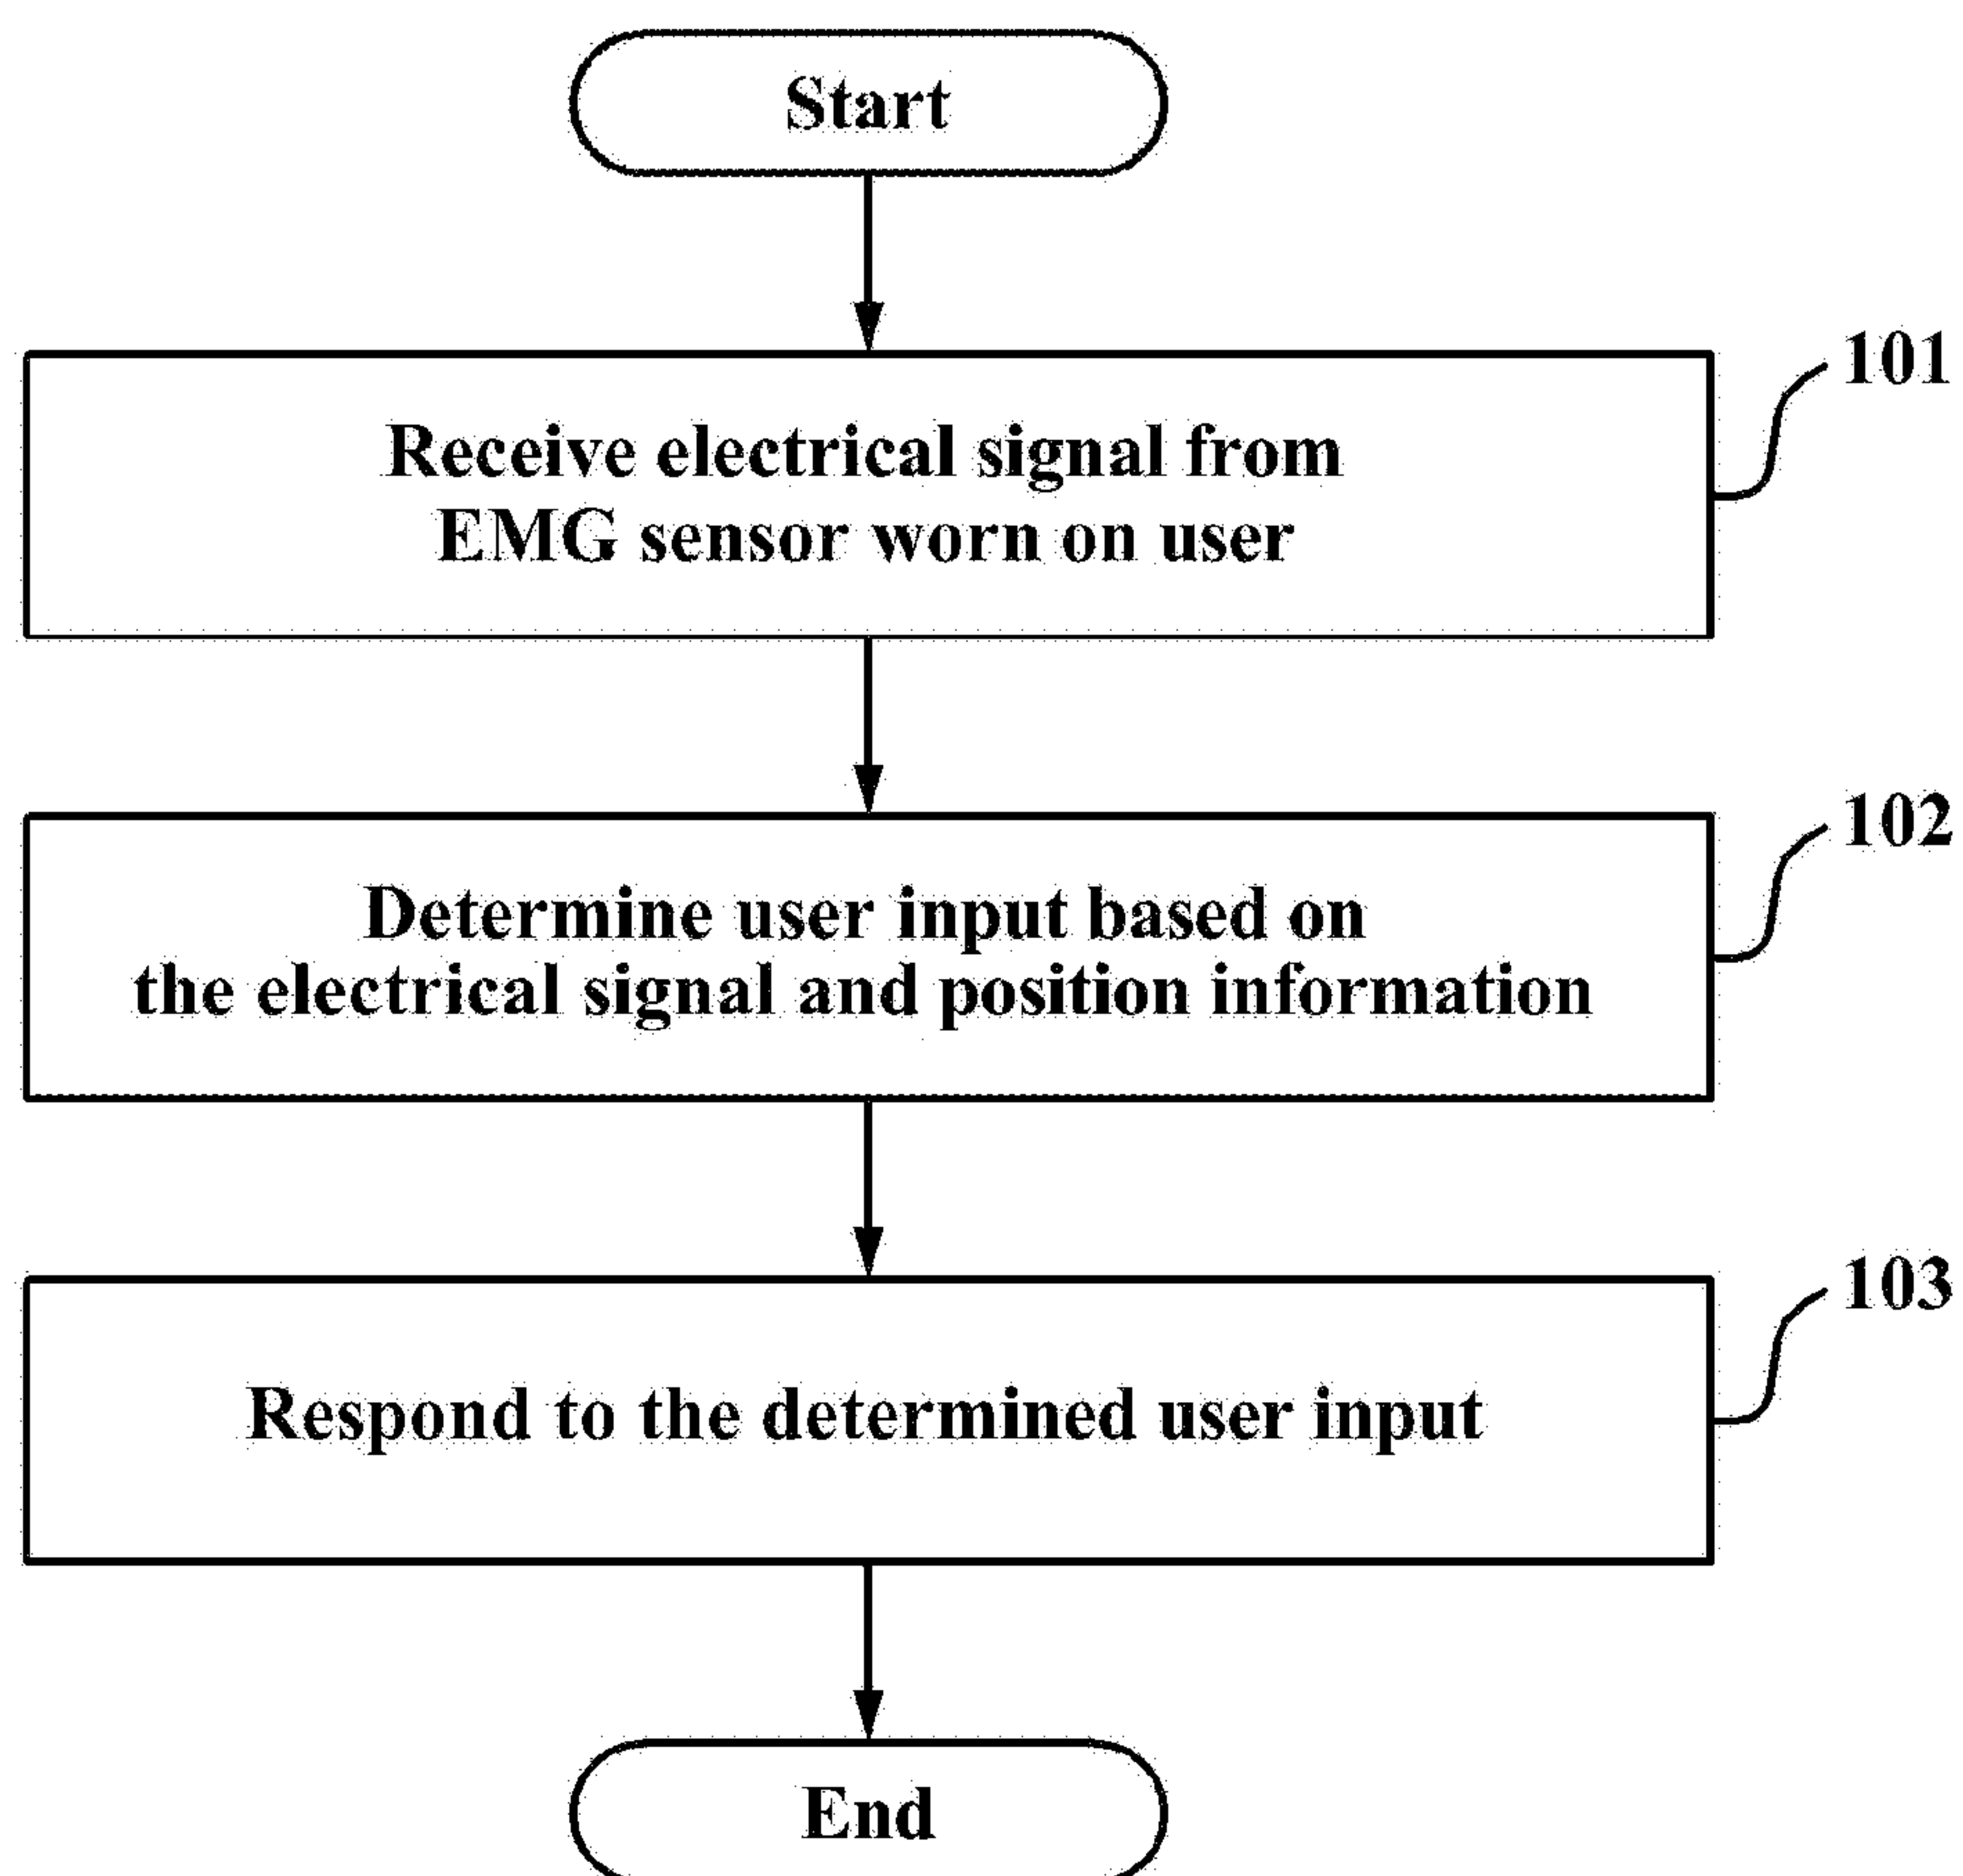 Start
101
Receive electrical signal from
EMG sensor worn on user
102
Determine user input based on
the electrical signal and position information
103
Respond to the determined user input
End